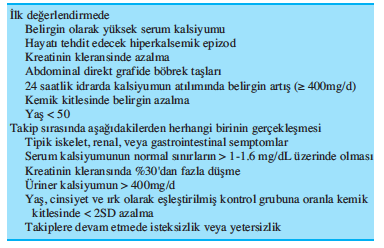 İlk değerlendirmede
Belirgin olarak yüksek serum kalsiyumu
Hayatı tehdit edecek hiperkalsemik epizod
Kreatinin kleransinde azalma
Abdominal direkt grafide böbrek taşları
24 saatlik idrarda kalsiyumun atılımında belirgin artış (≥ 400mg/d)
Kemik kitlesinde belirgin azalma
Yaş < 50
Takip sırasında aşağıdakilerden herhangi birinin gerçekleşmesi
Tipik iskelet, renal, veya gastrointestinal semptomlar
Serum kalsiyumunun normal sınırların > 1-1.6 mg/dL üzerinde olması
Kreatinin kleransında %30'dan fazla düşme
Üriner kalsiyumun > 400mg/d
Yaş, cinsiyet ve ırk olarak eşleştirilmiş kontrol grubuna oranla kemik
kitlesinde < 2SD azalma
Takiplere devam etmede isteksizlik veya yetersizlik